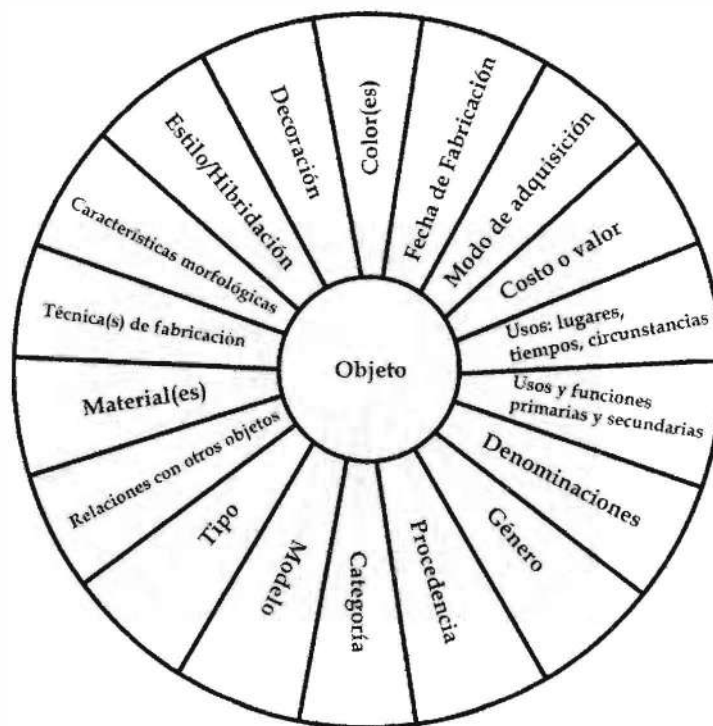 Color(es)
Fecha de Fabricación
Modo de adquisición
Costo o valor
Usos: lugares,
tiempos, circunstancias
Usos y funciones
primarias y secundarias
Denominaciones
Género
Procedencia
Categoría
Modelo
Tipo
Relaciones con otros objetos
Material(es)
Técnica(s) de fabricación
Características morfológicas
Estilo/Hibridación
Decoración
Objeto